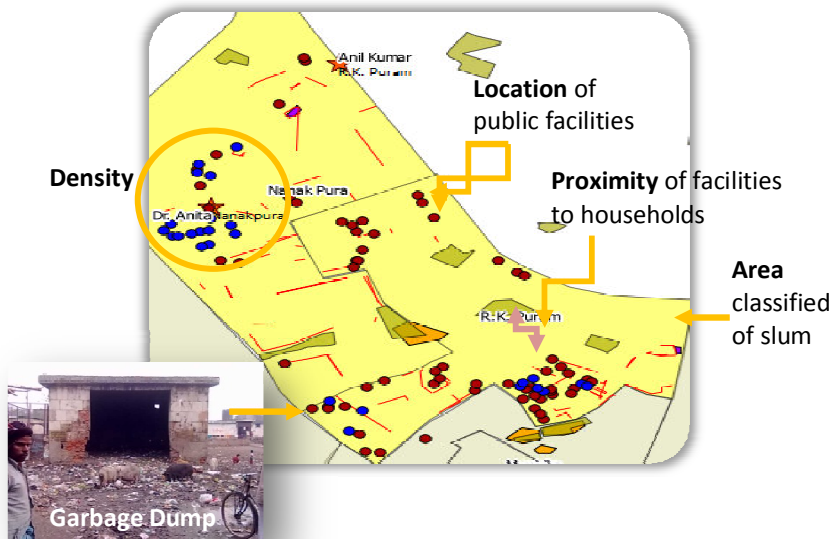 Anil Kumar
R.K. Puram
Location of
public facilities
Density
Nanak Pura
Proximity of facilities
to households
Dr. Anita Nanakpura
Area
classified
of slum
R.K. Puram
Garbage Dump